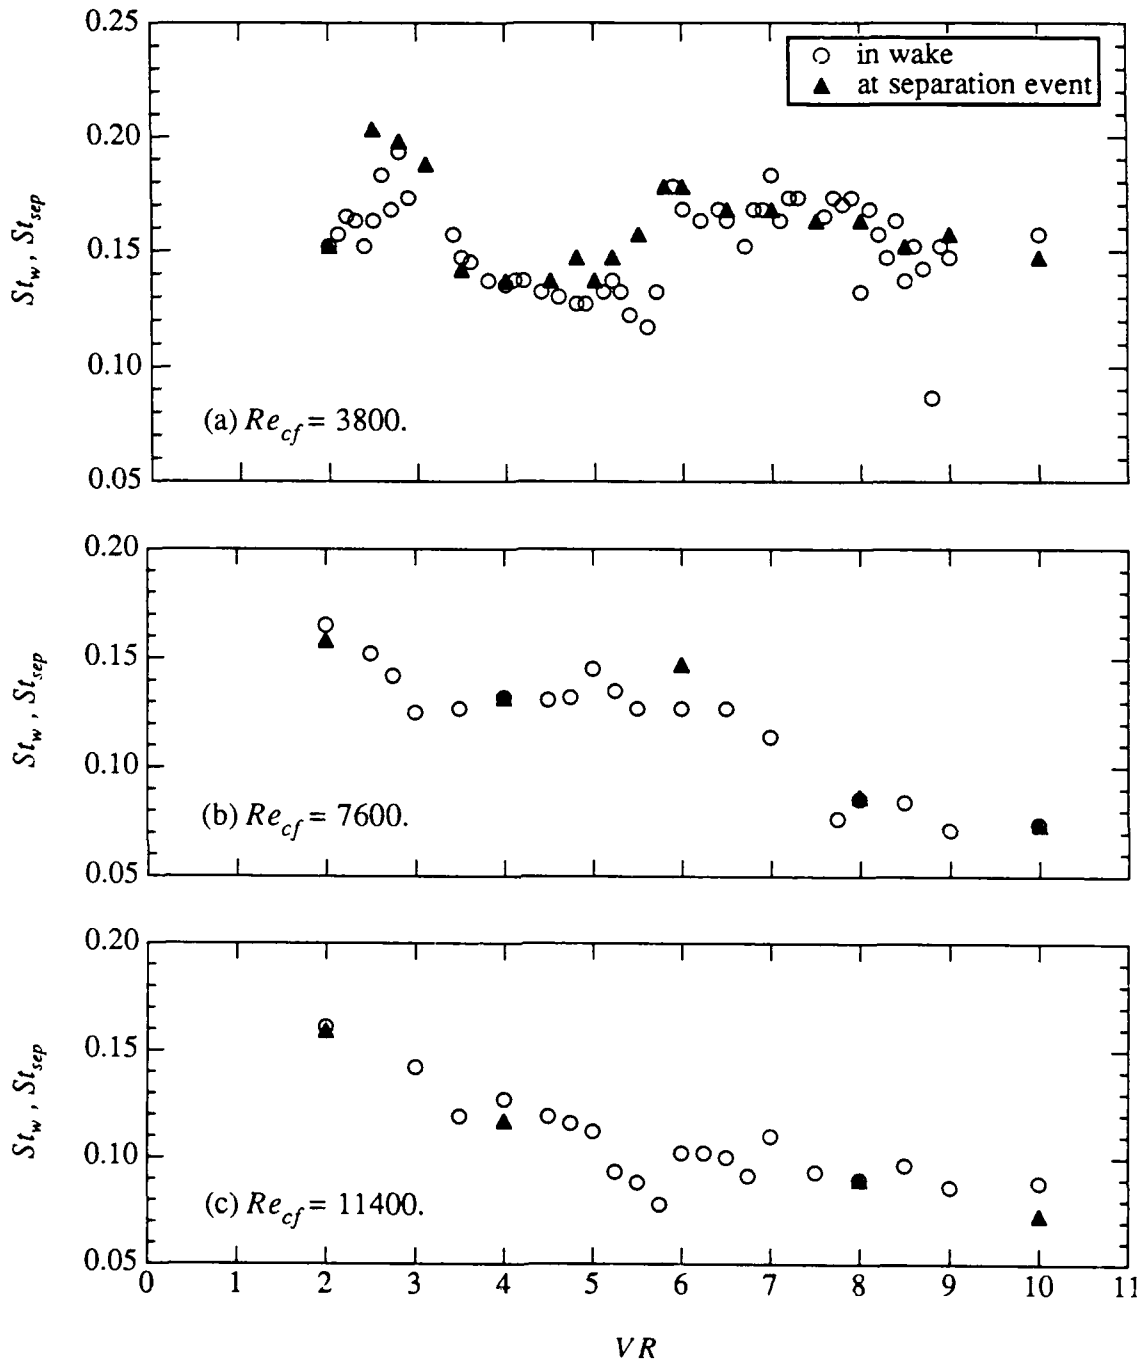 0.25
in wake
at separation event
0.20
St_w, St_sep
0.15
0.10
(a) Re_cf = 3800.
0.05
0.20
0.15
St_w, St_sep
0.10
(b) Re_cf = 7600.
0.05
0.20
0.15
St_w, St_sep
0.10
(c) Re_cf = 11400.
0.05
0 1 2 3 4 5 6 7 8 9 10 11
VR